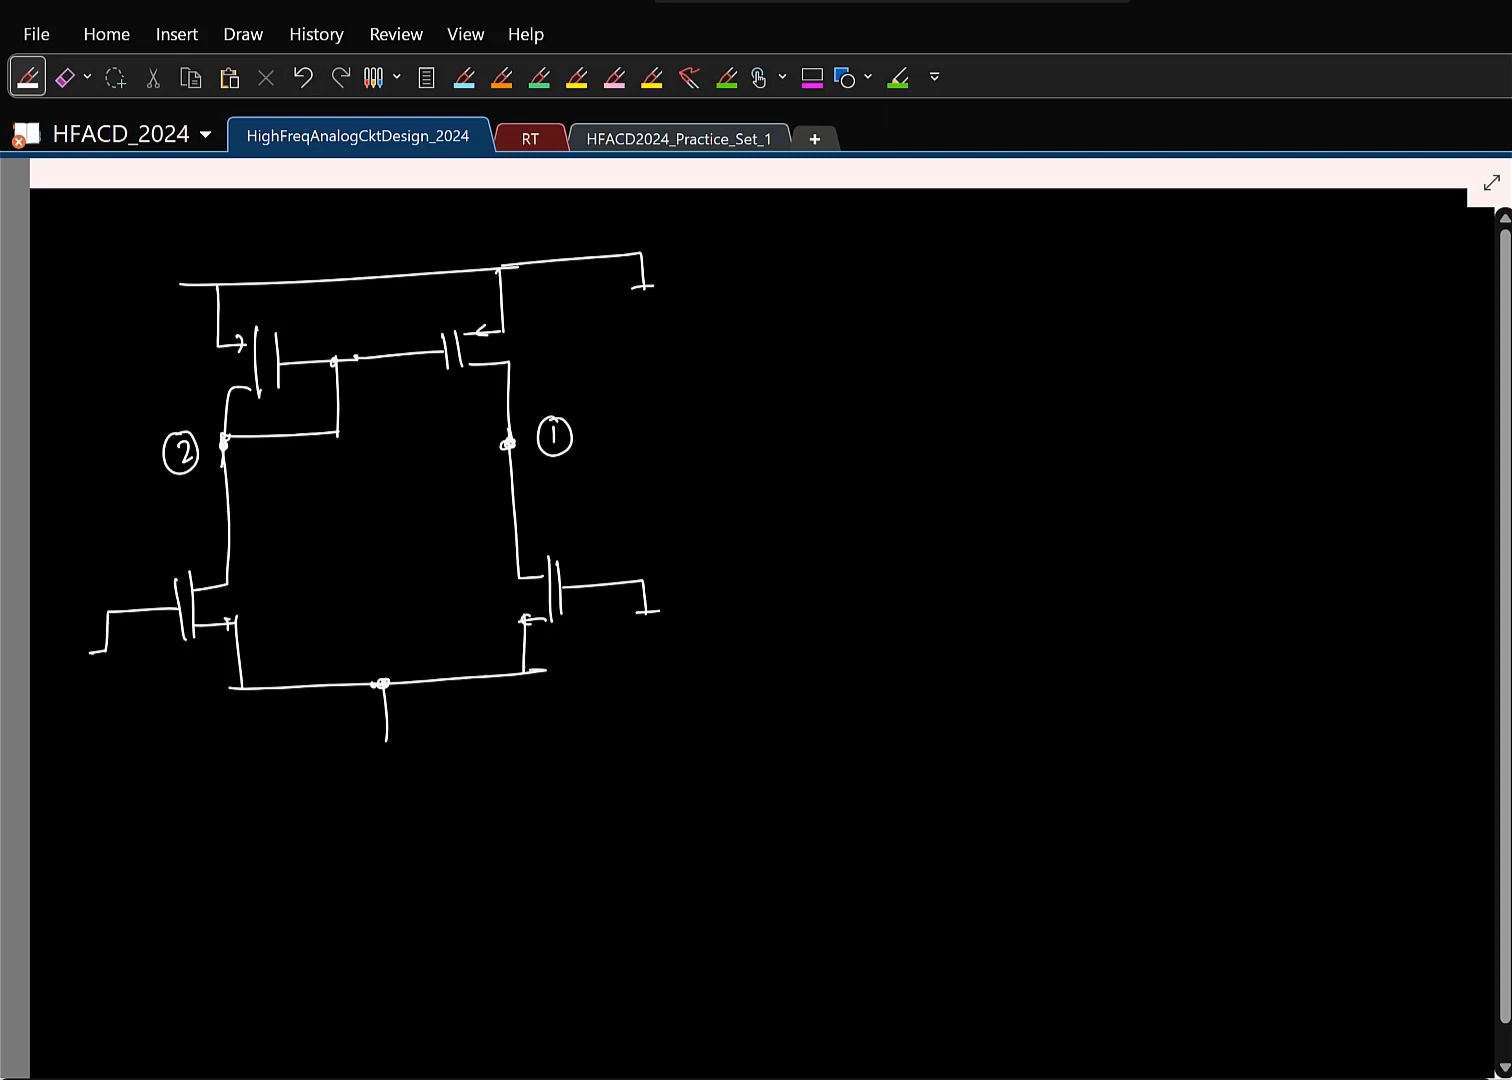 File Home Insert Draw History Review View Help
HFACD_2024 HighFreqAnalogCktDesign_2024 RT HFACD2024_Practice_Set_1 +
2 1